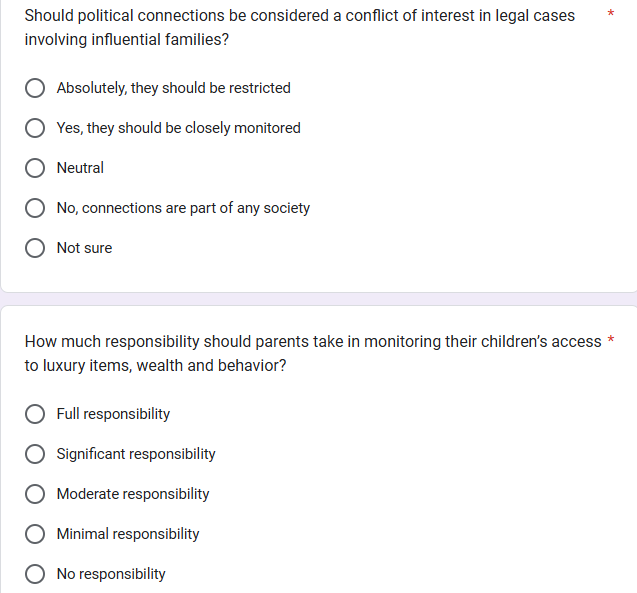 Should political connections be considered a conflict of interest in legal cases *
involving influential families?
Absolutely, they should be restricted
Yes, they should be closely monitored
Neutral
No, connections are part of any society
Not sure
How much responsibility should parents take in monitoring their children’s access *
to luxury items, wealth and behavior?
Full responsibility
Significant responsibility
Moderate responsibility
Minimal responsibility
No responsibility